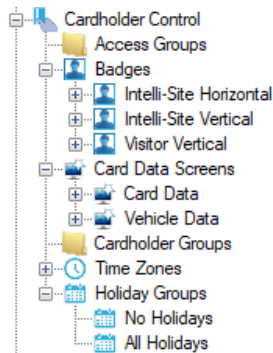 Cardholder Control
Access Groups
Badges
Intelli-Site Horizontal
Intelli-Site Vertical
Visitor Vertical
Card Data Screens
Card Data
Vehicle Data
Cardholder Groups
Time Zones
Holiday Groups
No Holidays
All Holidays